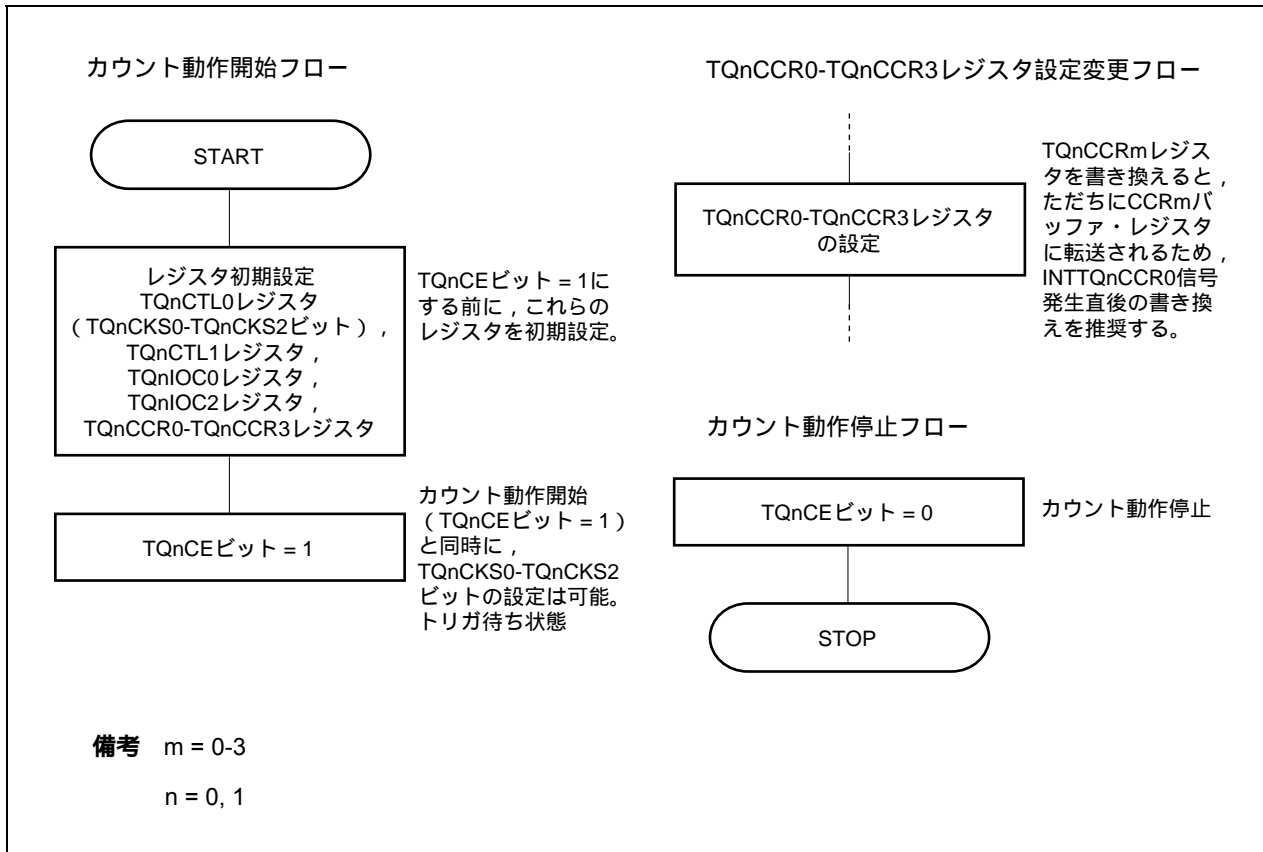 カウント動作開始フロー
START
レジスタ初期設定
TQnCTL0レジスタ
（TQnCKS0-TQnCKS2ビット），
TQnCTL1レジスタ，
TQnIOC0レジスタ，
TQnIOC2レジスタ，
TQnCCR0-TQnCCR3レジスタ
TQnCEビット = 1に
する前に，これらの
レジスタを初期設定。
TQnCEビット = 1
カウント動作開始
（TQnCEビット = 1）
と同時に，
TQnCKS0-TQnCKS2
ビットの設定は可能。
トリガ待ち状態
TQnCCR0-TQnCCR3レジスタ設定変更フロー
TQnCCR0-TQnCCR3レジスタ
の設定
TQnCCRmレジス
タを書き換えると，
ただちにCCRmバ
ッファ・レジスタ
に転送されるため，
INTTQnCCR0信号
発生直後の書き換
えを推奨する。
カウント動作停止フロー
TQnCEビット = 0
カウント動作停止
STOP
備考 m = 0-3
n = 0, 1